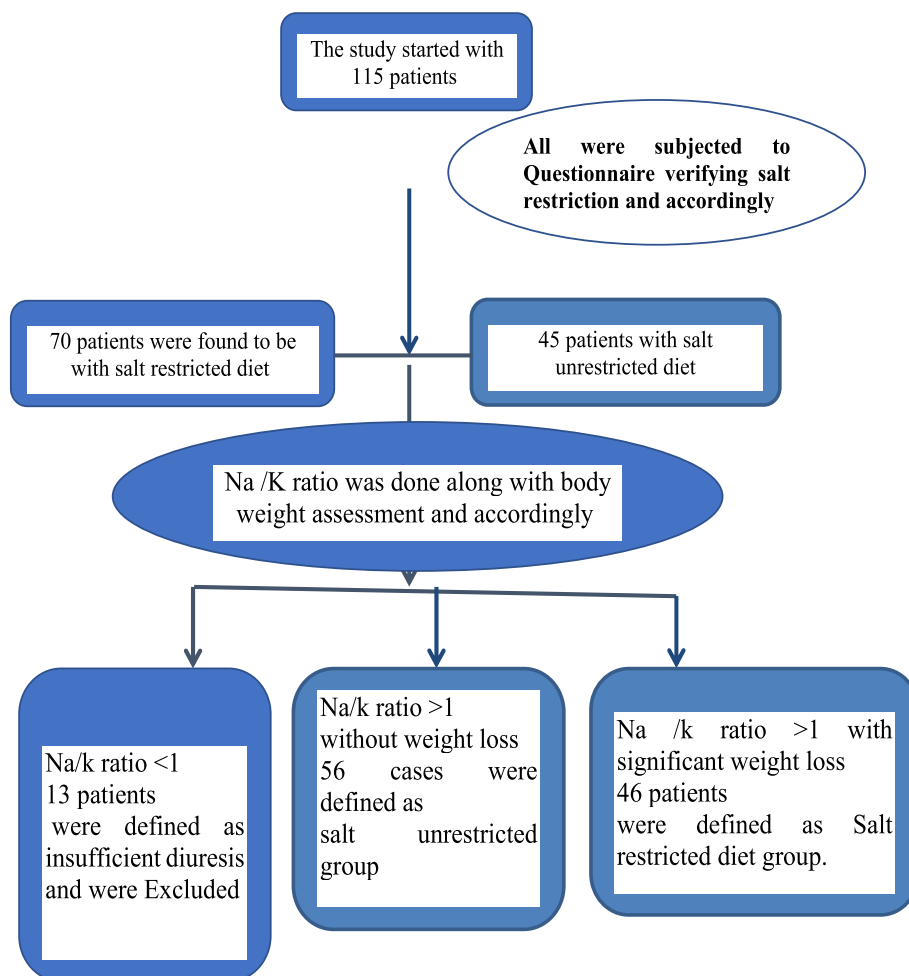 The study started with
115 patients
All were subjected to
Questionnaire verifying salt
restriction and accordingly
70 patients were found to be
with salt restricted diet
45 patients with salt
unrestricted diet
Na /K ratio was done along with body
weight assessment and accordingly
Na/k ratio <1
13 patients
were defined as
insufficient diuresis
and were Excluded
Na/k ratio >1
without weight loss
56 cases were
defined as
salt unrestricted
group
Na /k ratio >1 with
significant weight loss
46 patients
were defined as Salt
restricted diet group.